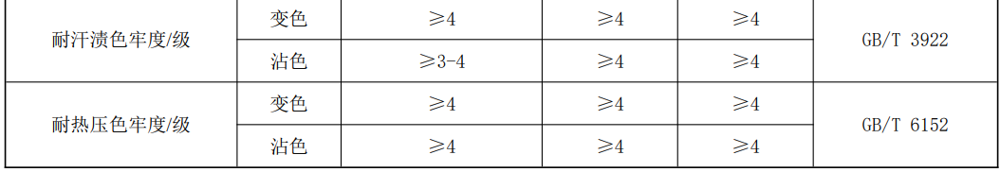 耐汗渍色牢度/级 变色 ≥4 ≥4 ≥4 GB/T 3922
沾色 ≥3-4 ≥4 ≥4
耐热压色牢度/级 变色 ≥4 ≥4 ≥4 GB/T 6152
沾色 ≥4 ≥4 ≥4